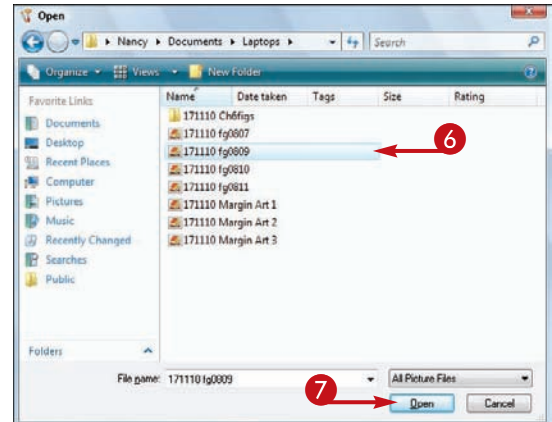 Open
Nancy ▸ Documents ▸ Laptops ▸
Search
Organize Views New Folder
Favorite Links
Documents
Desktop
Recent Places
Computer
Pictures
Music
Recently Changed
Searches
Public
Folders
Name Date taken Tags Size Rating
171110 Ch6figs
171110 fg0807
171110 fg0809
171110 fg0810
171110 fg0811
171110 Margin Art 1
171110 Margin Art 2
171110 Margin Art 3
6
File name: 171110 fg0809
All Picture Files
7
Open Cancel